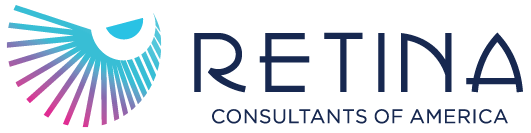 RETINA
CONSULTANTS OF AMERICA